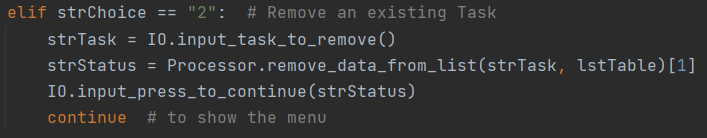 elif strChoice == "2":  # Remove an existing Task
    strTask = IO.input_task_to_remove()
    strStatus = Processor.remove_data_from_list(strTask, lstTable)[1]
    IO.input_press_to_continue(strStatus)
    continue  # to show the menu